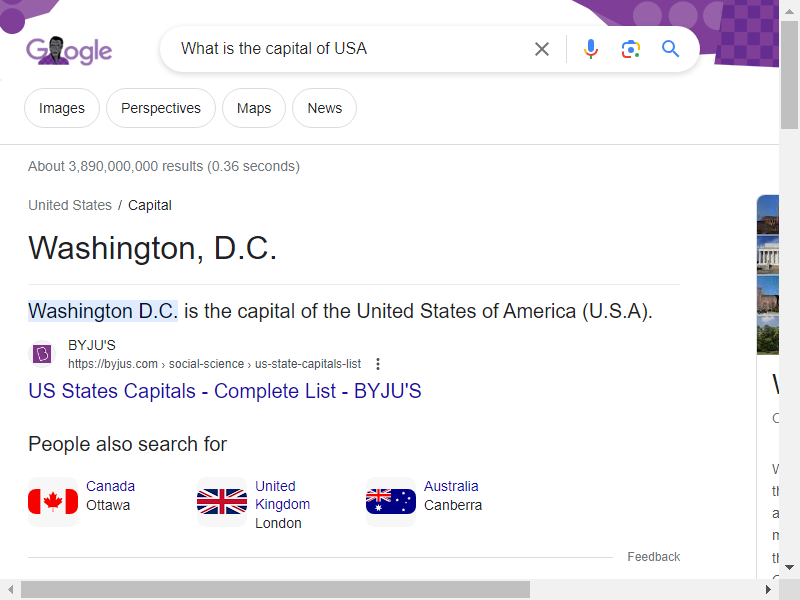 Google
What is the capital of USA
Images
Perspectives
Maps
News
About 3,890,000,000 results (0.36 seconds)
United States / Capital
Washington, D.C.
Washington D.C. is the capital of the United States of America (U.S.A).
BYJU'S
https://byjus.com › social-science › us-state-capitals-list
US States Capitals - Complete List - BYJU'S
People also search for
Canada
Ottawa
United
Kingdom
London
Australia
Canberra
Feedback